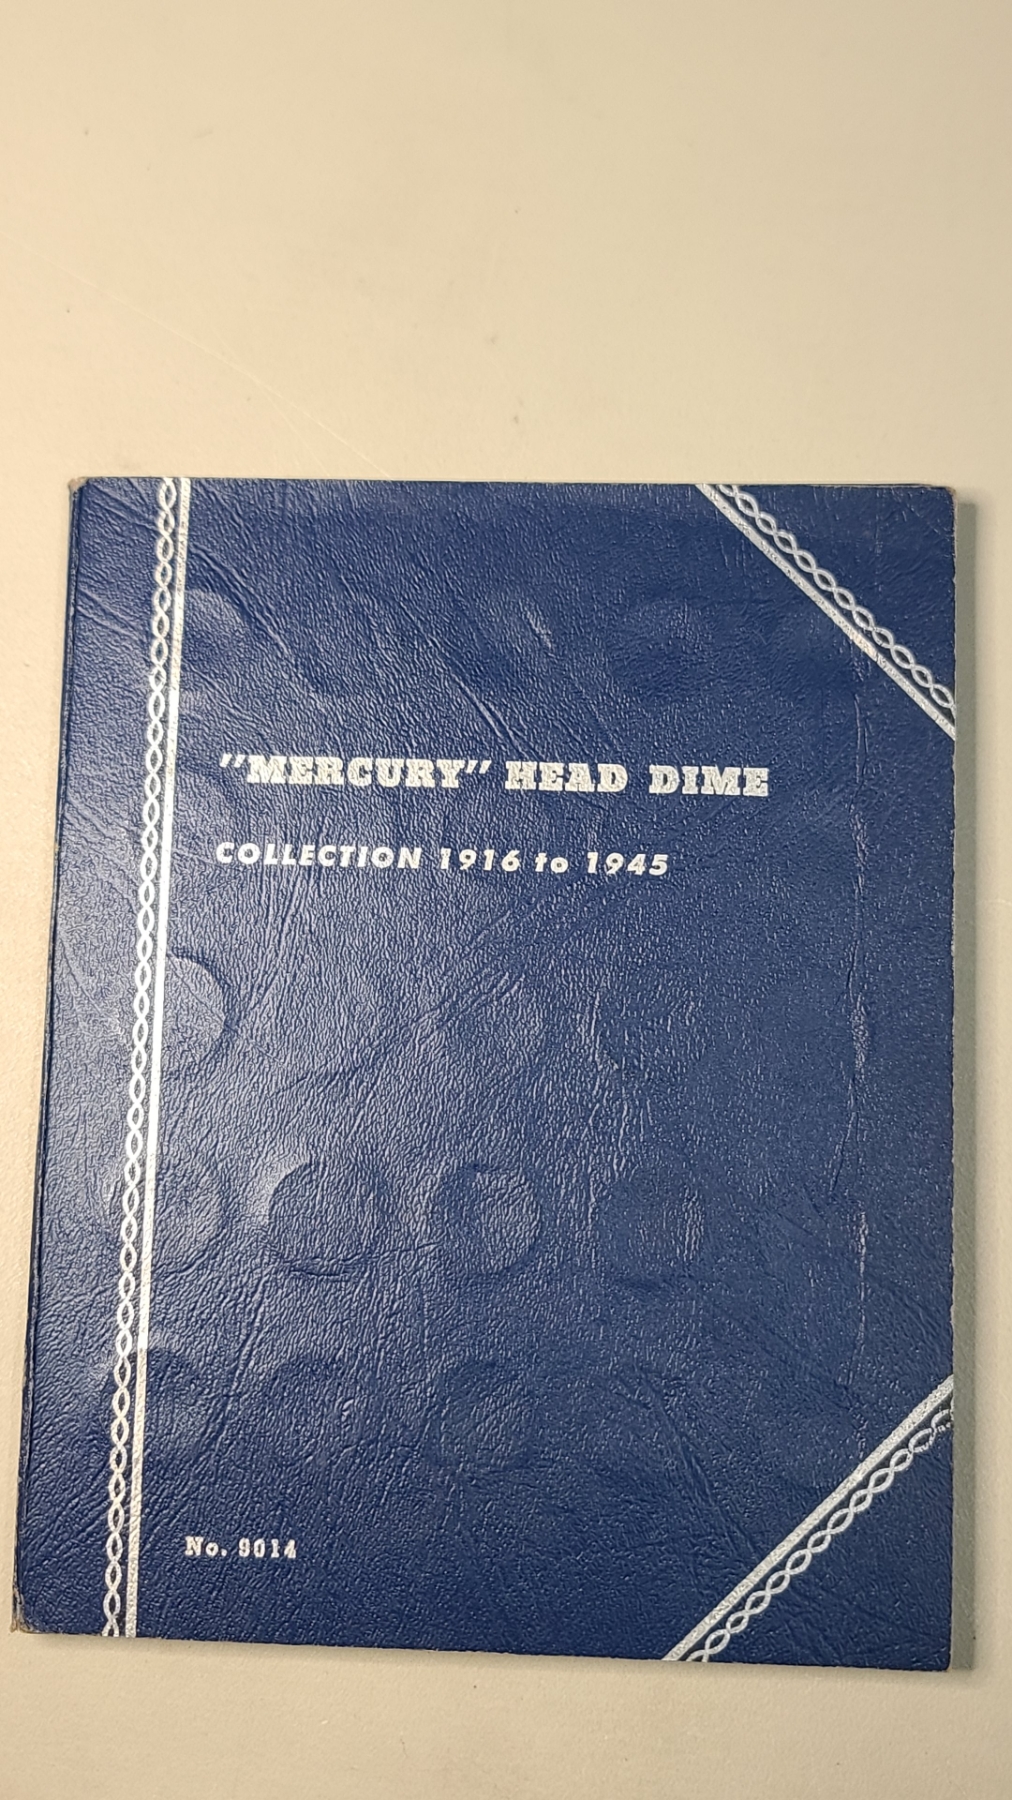 "MERCURY" HEAD DIME
COLLECTION 1916 to 1945
No. 9014